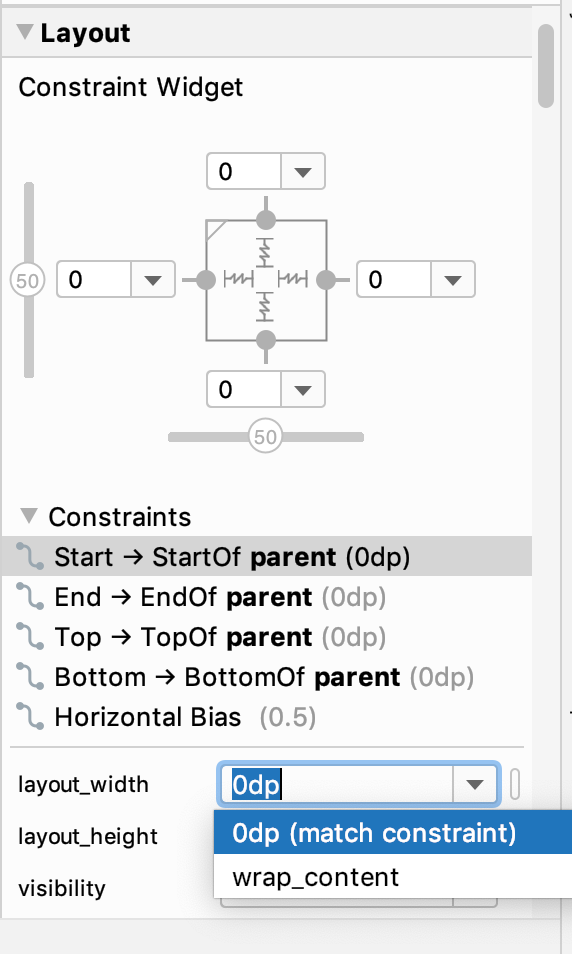 Layout
Constraint Widget
0
50
0
0
0
50
Constraints
Start → StartOf parent (0dp)
End → EndOf parent (0dp)
Top → TopOf parent (0dp)
Bottom → BottomOf parent (0dp)
Horizontal Bias (0.5)
layout_width 0dp
0dp (match constraint)
layout_height
wrap_content
visibility